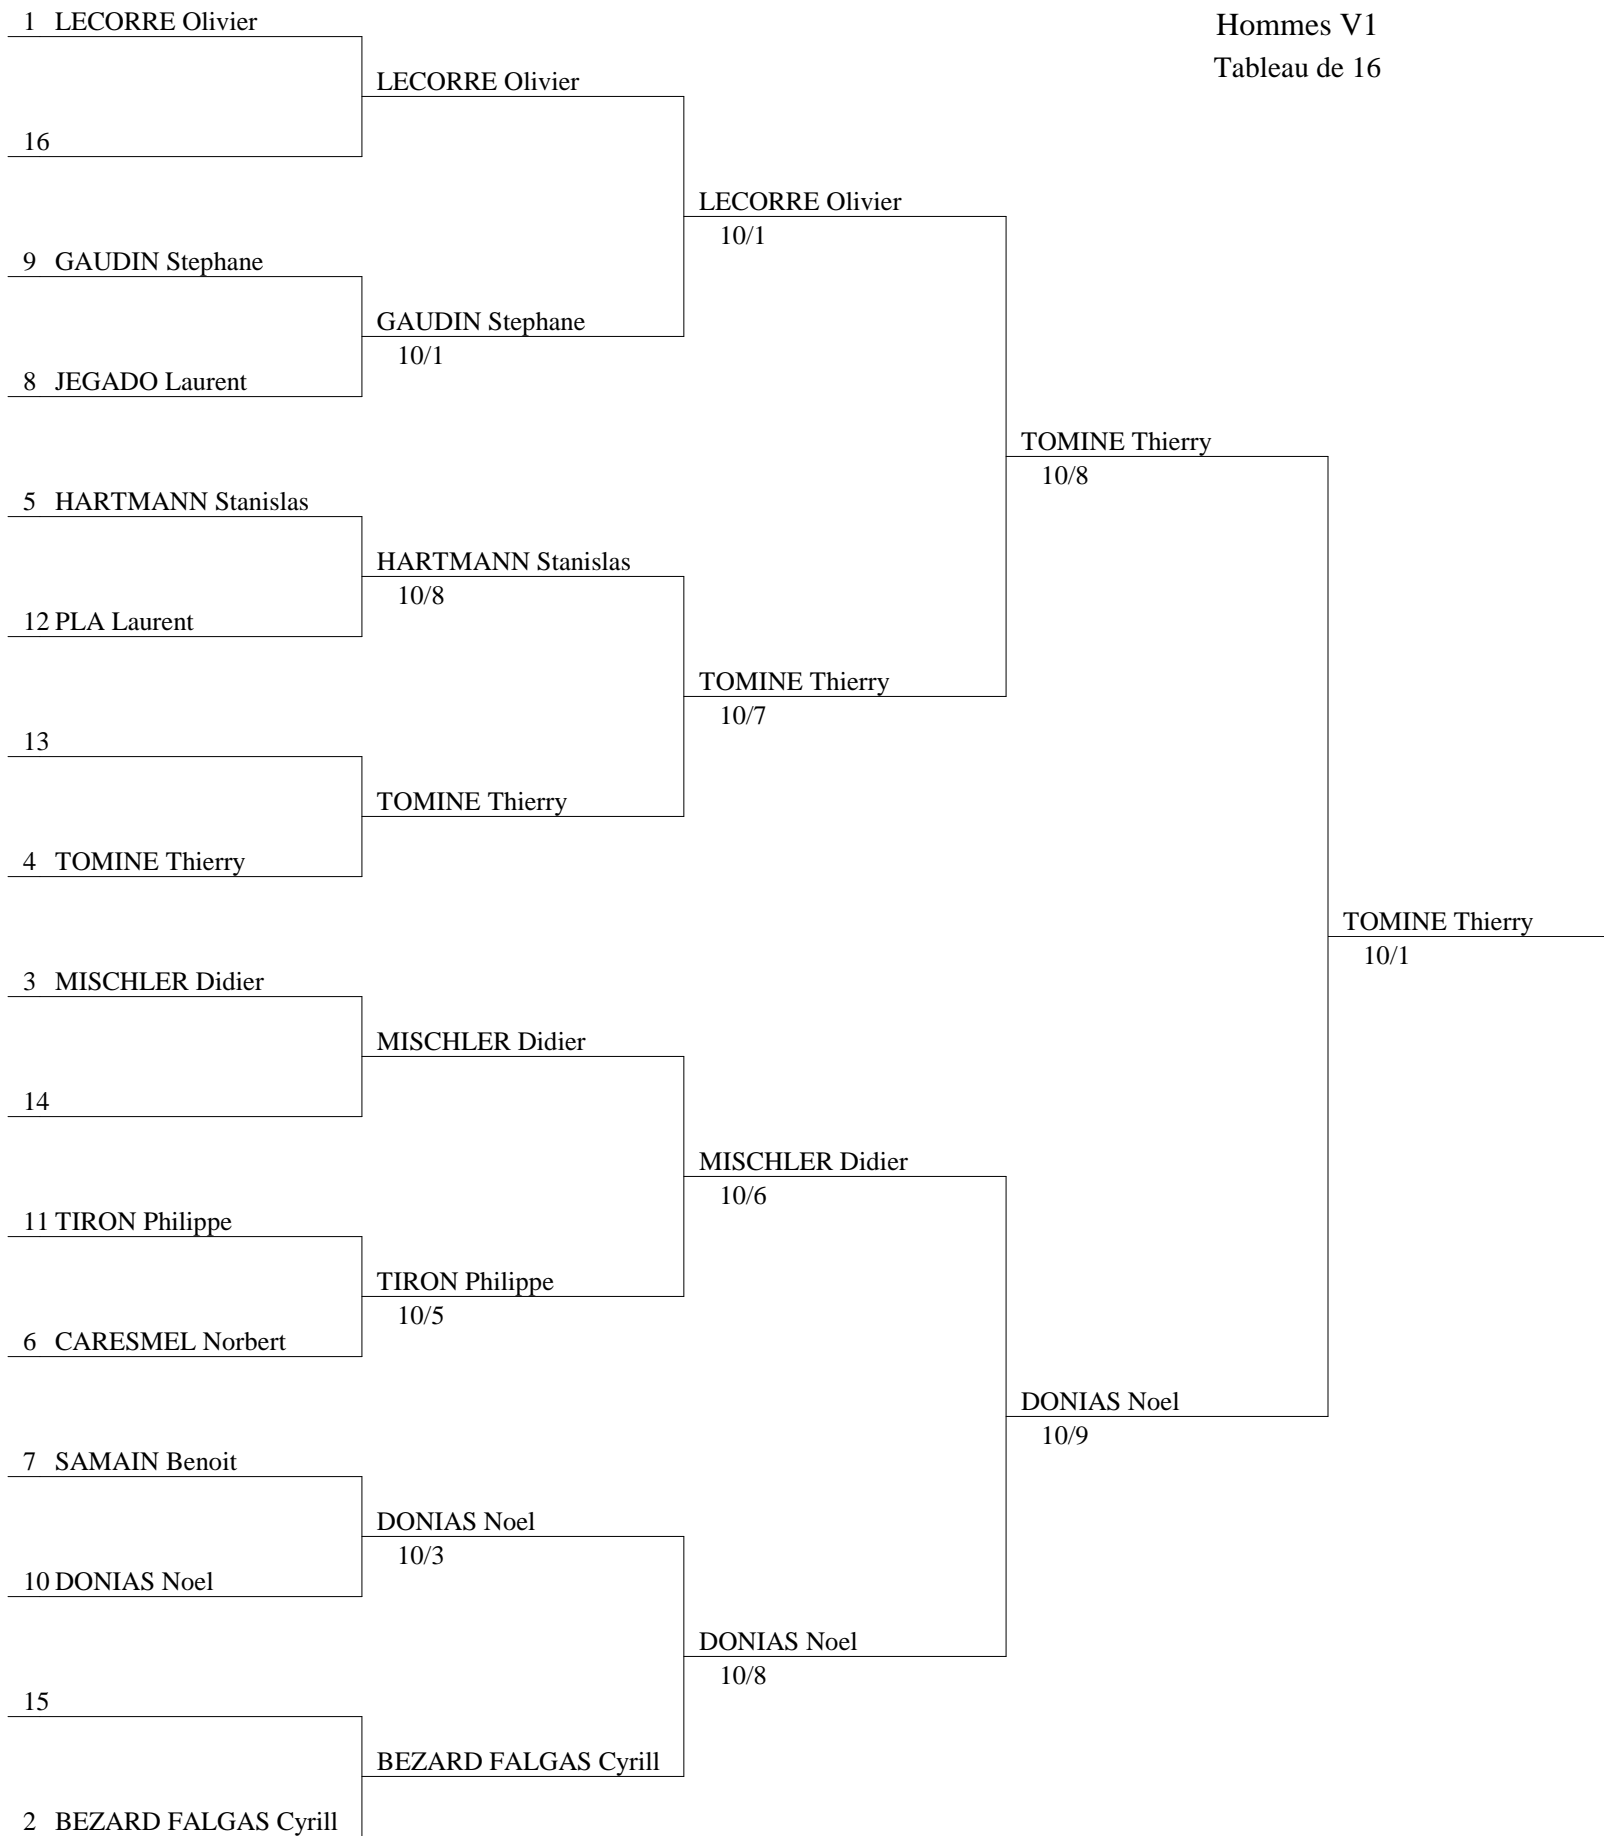 1 LECORRE Olivier
Hommes V1
Tableau de 16
LECORRE Olivier
16
LECORRE Olivier
10/1
9 GAUDIN Stephane
GAUDIN Stephane
10/1
8 JEGADO Laurent
TOMINE Thierry
10/8
5 HARTMANN Stanislas
HARTMANN Stanislas
10/8
12 PLA Laurent
TOMINE Thierry
10/7
13
TOMINE Thierry
4 TOMINE Thierry
TOMINE Thierry
10/1
3 MISCHLER Didier
MISCHLER Didier
14
MISCHLER Didier
10/6
11 TIRON Philippe
TIRON Philippe
10/5
6 CARESMEL Norbert
DONIAS Noel
10/9
7 SAMAIN Benoit
DONIAS Noel
10/3
10 DONIAS Noel
DONIAS Noel
10/8
15
BEZARD FALGAS Cyrill
2 BEZARD FALGAS Cyrill